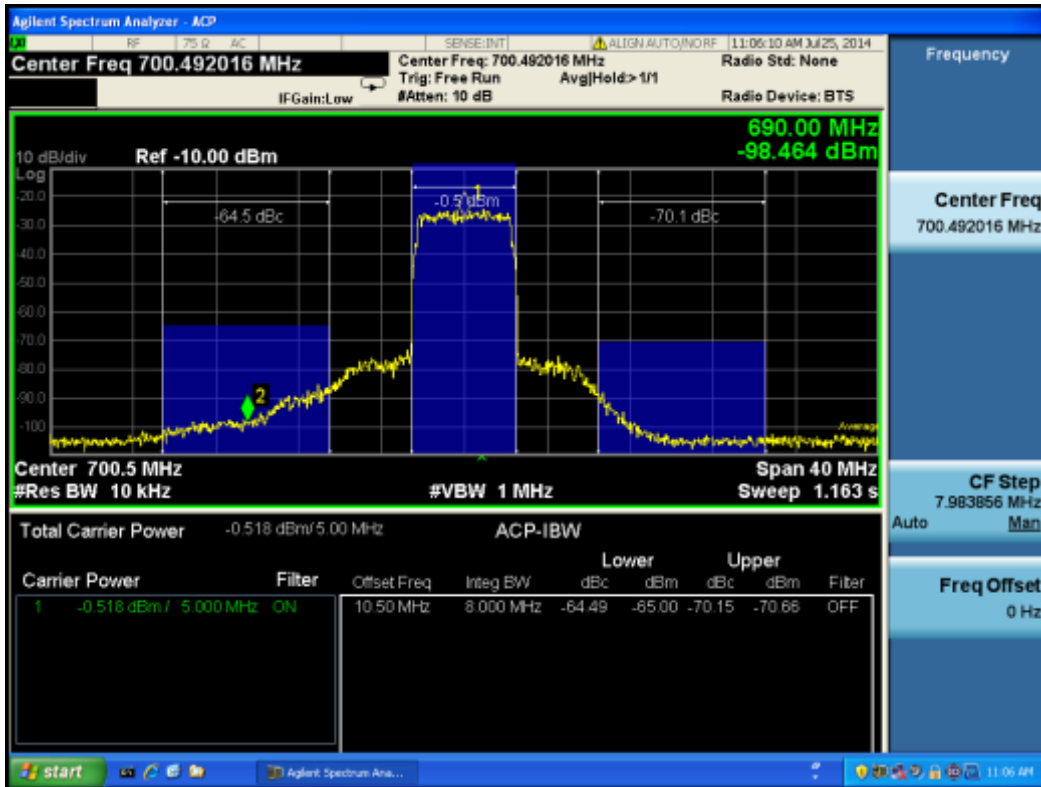 Agilent Spectrum Analyzer - ACP
RF 75 Ω AC SENSE:INT ALIGN AUTO/NO RF 11:06:10 AM Jul 25, 2014
Center Freq 700.492016 MHz
Center Freq: 700.492016 MHz
Radio Std: None
Trig: Free Run Avg|Hold:> 1/1
IFGain:Low
#Atten: 10 dB
Radio Device: BTS
690.00 MHz
-98.464 dBm
10 dB/div Ref -10.00 dBm
Log
-20.0
-30.0
-40.0
-50.0
-60.0
-70.0
-80.0
-90.0
-100
-64.5 dBc
-0.5 dBm
-70.1 dBc
1
2
Average
Center 700.5 MHz Span 40 MHz
#Res BW 10 kHz #VBW 1 MHz Sweep 1.163 s
Total Carrier Power -0.518 dBm/ 5.00 MHz ACP-IBW
Lower Upper
Carrier Power Filter Offset Freq Integ BW dBc dBm dBc dBm Filter
1 -0.518 dBm / 5.000 MHz ON 10.50 MHz 8.000 MHz -64.49 -65.00 -70.15 -70.66 OFF
Frequency
Center Freq
700.492016 MHz
CF Step
7.983856 MHz
Auto Man
Freq Offset
0 Hz
start
Agilent Spectrum Ana...
11:06 AM